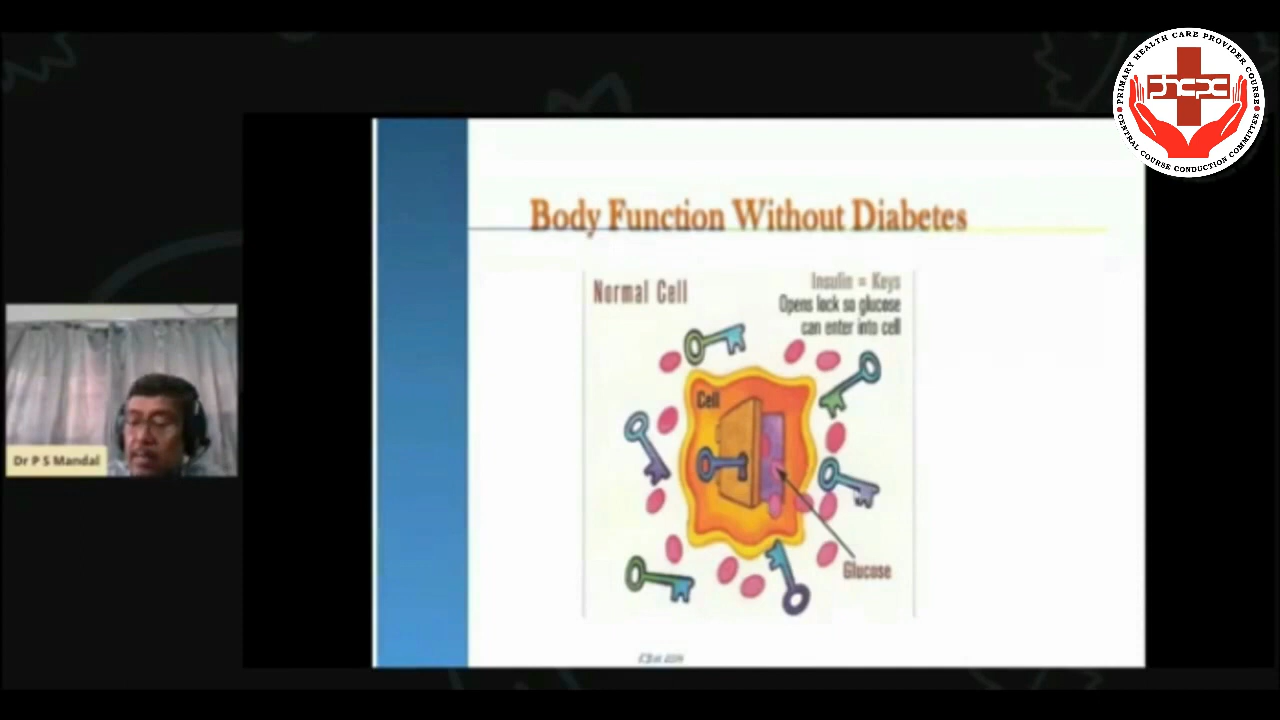 PRIMARY HEALTH CARE PROVIDER COURSE
phcpc
CENTRAL COURSE CONDUCTION COMMITTEE
Body Function Without Diabetes
Normal Cell
Insulin = Keys
Opens lock so glucose
can enter into cell
Cell
Glucose
Dr P S Mandal